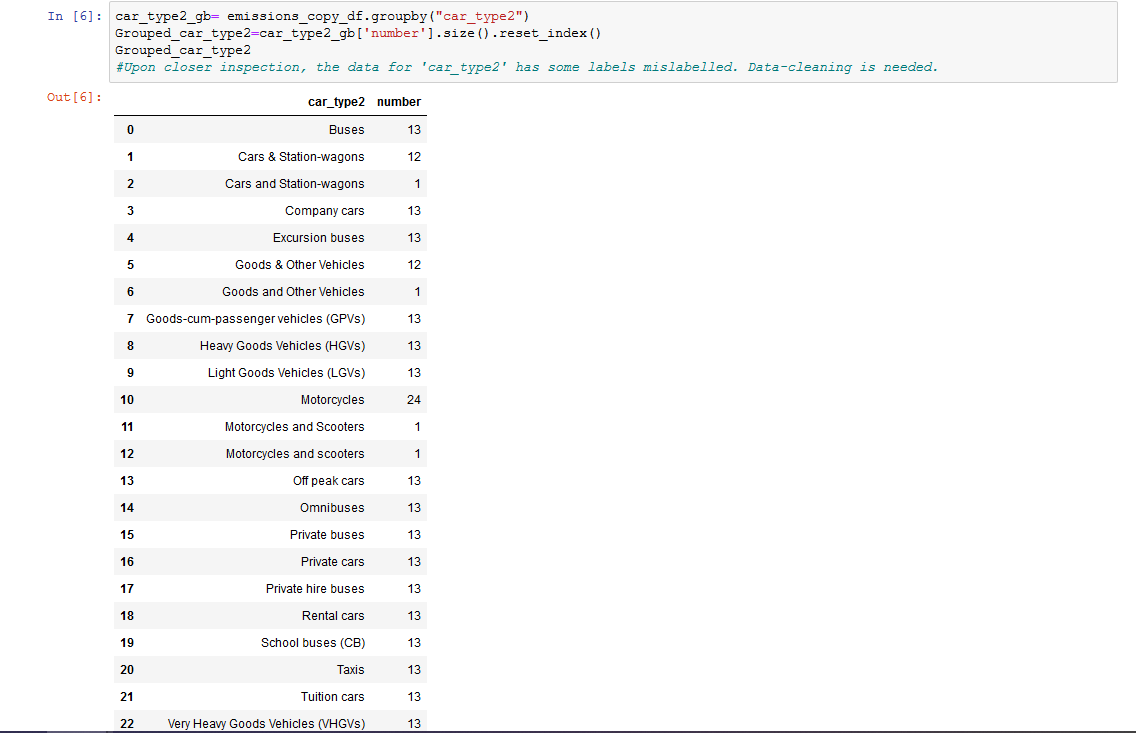 In [6]: car_type2_gb= emissions_copy_df.groupby("car_type2")
Grouped_car_type2=car_type2_gb['number'].size().reset_index()
Grouped_car_type2
#Upon closer inspection, the data for 'car_type2' has some labels mislabelled. Data-cleaning is needed.
Out[6]:
car_type2 number
0 Buses 13
1 Cars & Station-wagons 12
2 Cars and Station-wagons 1
3 Company cars 13
4 Excursion buses 13
5 Goods & Other Vehicles 12
6 Goods and Other Vehicles 1
7 Goods-cum-passenger vehicles (GPVs) 13
8 Heavy Goods Vehicles (HGVs) 13
9 Light Goods Vehicles (LGVs) 13
10 Motorcycles 24
11 Motorcycles and Scooters 1
12 Motorcycles and scooters 1
13 Off peak cars 13
14 Omnibuses 13
15 Private buses 13
16 Private cars 13
17 Private hire buses 13
18 Rental cars 13
19 School buses (CB) 13
20 Taxis 13
21 Tuition cars 13
22 Very Heavy Goods Vehicles (VHGVs) 13